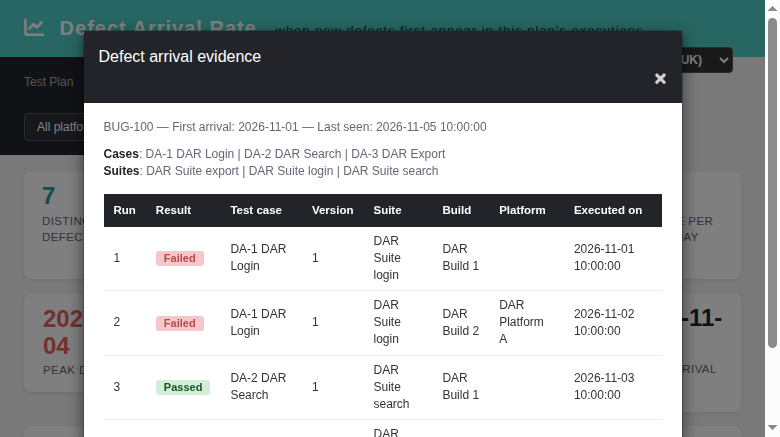 Defect Arrival Rate when new defects first appear in this plan's executions
Defect arrival evidence
UK)
×
Test Plan
All platfo
BUG-100 — First arrival: 2026-11-01 — Last seen: 2026-11-05 10:00:00
Cases: DA-1 DAR Login | DA-2 DAR Search | DA-3 DAR Export
Suites: DAR Suite export | DAR Suite login | DAR Suite search
7
DISTIN
DEFEC
PER
AY
Run Result Test case Version Suite Build Platform Executed on
1 Failed DA-1 DAR Login 1 DAR Suite login DAR Build 1 2026-11-01 10:00:00
2 Failed DA-1 DAR Login 1 DAR Suite login DAR Build 2 DAR Platform A 2026-11-02 10:00:00
3 Passed DA-2 DAR Search 1 DAR Suite search DAR Build 1 2026-11-03 10:00:00
DAR
202
04
PEAK D
-11-
RIVAL